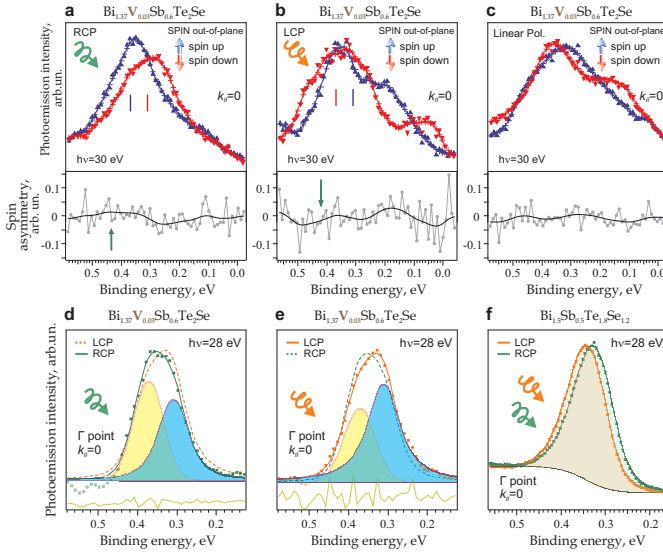 a
Bi1.37V0.03Sb0.6Te2Se
RCP
SPIN out-of-plane
spin up
spin down
k//=0
hν=30 eV
Photoemission intensity,
arb.un.
b
Bi1.37V0.03Sb0.6Te2Se
LCP
SPIN out-of-plane
spin up
spin down
k//=0
hν=30 eV
c
Bi1.37V0.03Sb0.6Te2Se
Linear Pol.
SPIN out-of-plane
spin up
spin down
k//=0
hν=30 eV
Spin
asymmetry,
arb. un.
0.1
0
-0.1
0.1
0
-0.1
0.1
0
-0.1
0.5 0.4 0.3 0.2 0.1 0.0
0.5 0.4 0.3 0.2 0.1 0.0
0.5 0.4 0.3 0.2 0.1 0.0
Binding energy, eV
Binding energy, eV
Binding energy, eV
d
Bi1.37V0.03Sb0.6Te2Se
LCP
RCP
hν=28 eV
Γ point
k//=0
Photoemission intensity, arb.un.
0.5 0.4 0.3 0.2
Binding energy, eV
e
Bi1.37V0.03Sb0.6Te2Se
LCP
RCP
hν=28 eV
Γ point
k//=0
0.5 0.4 0.3 0.2
Binding energy, eV
f
Bi1.5Sb0.5Te1.8Se1.2
LCP
RCP
hν=28 eV
Γ point
k//=0
0.5 0.4 0.3 0.2
Binding energy, eV